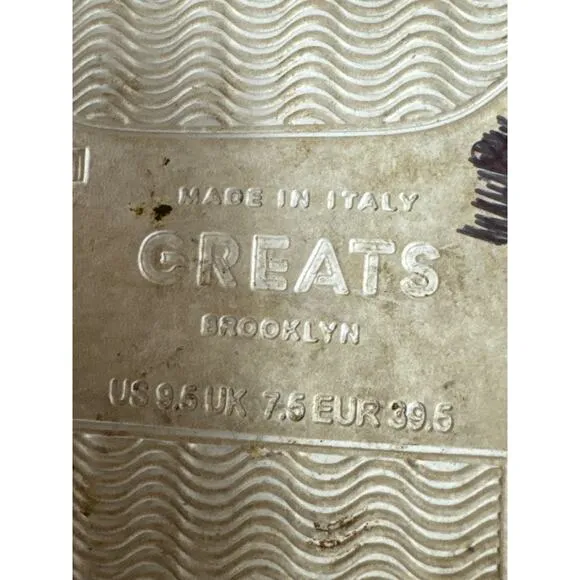 MADE IN ITALY
GREATS
BROOKLYN
US 9.5 UK 7.5 EUR 39.5